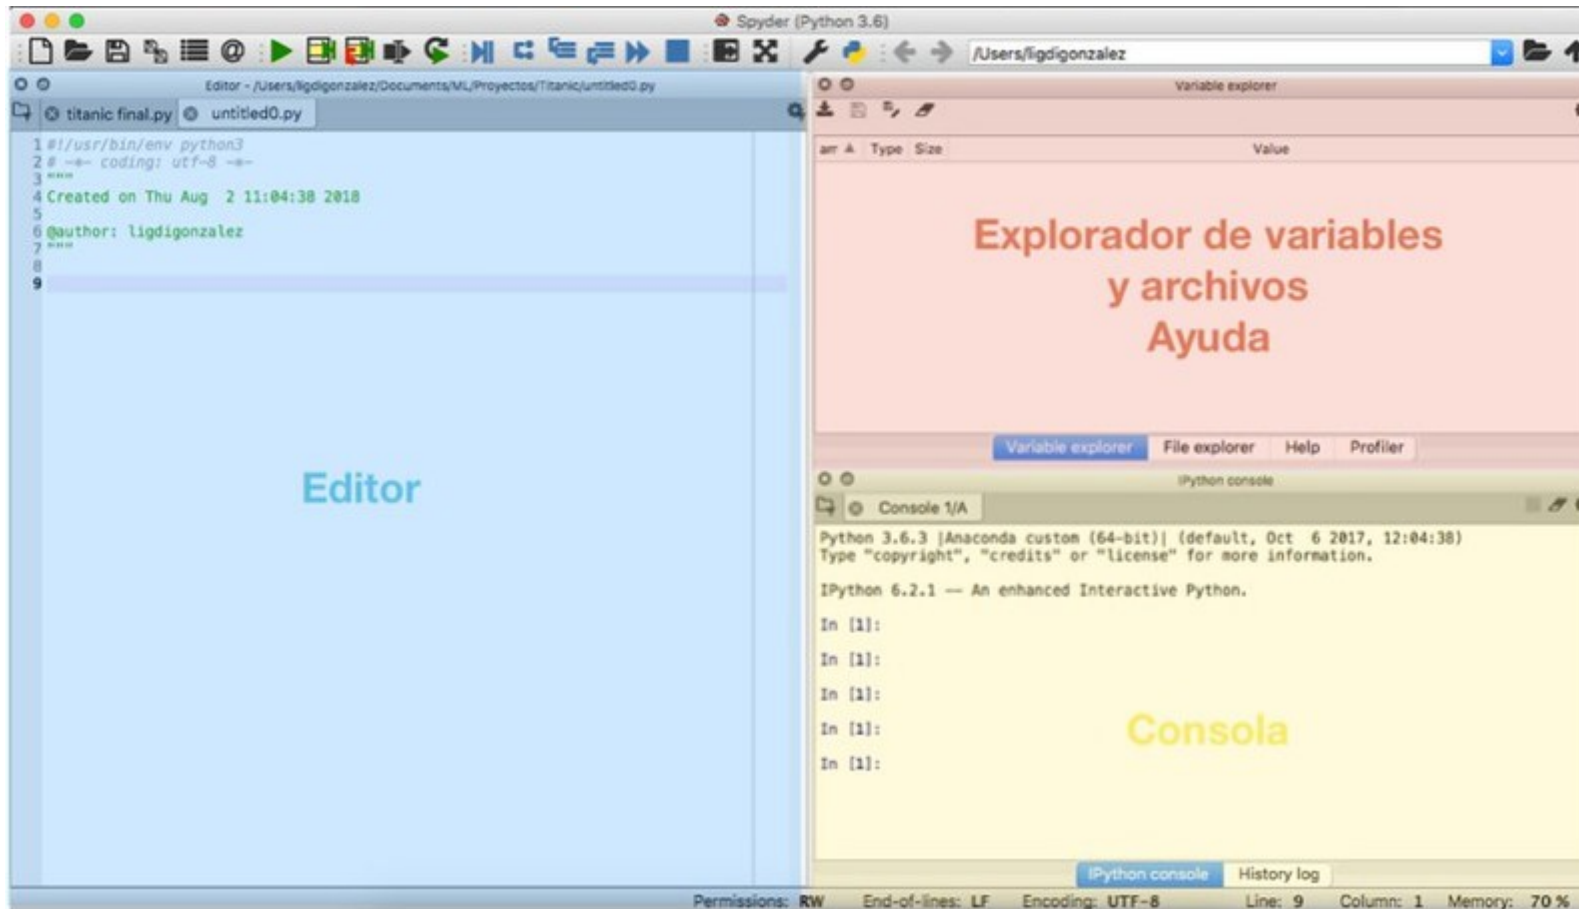 Spyder (Python 3.6)
/Users/ligdigonzalez
Editor - /Users/ligdigonzalez/Documents/ML/Proyectos/Titanic/untitled0.py
titanic final.py
untitled0.py
1 #!/usr/bin/env python3
2 # -*- coding: utf-8 -*-
3 """
4 Created on Thu Aug  2 11:04:38 2018
5
6 @author: ligdigonzalez
7 """
8
9
Editor
Variable explorer
Type Size Value
Explorador de variables
y archivos
Ayuda
Variable explorer File explorer Help Profiler
IPython console
Console 1/A
Python 3.6.3 |Anaconda custom (64-bit)| (default, Oct  6 2017, 12:04:38)
Type "copyright", "credits" or "license" for more information.
IPython 6.2.1 -- An enhanced Interactive Python.
In [1]:
In [1]:
In [1]:
In [1]:
In [1]:
Consola
IPython console History log
Permissions: RW End-of-lines: LF Encoding: UTF-8 Line: 9 Column: 1 Memory: 70 %